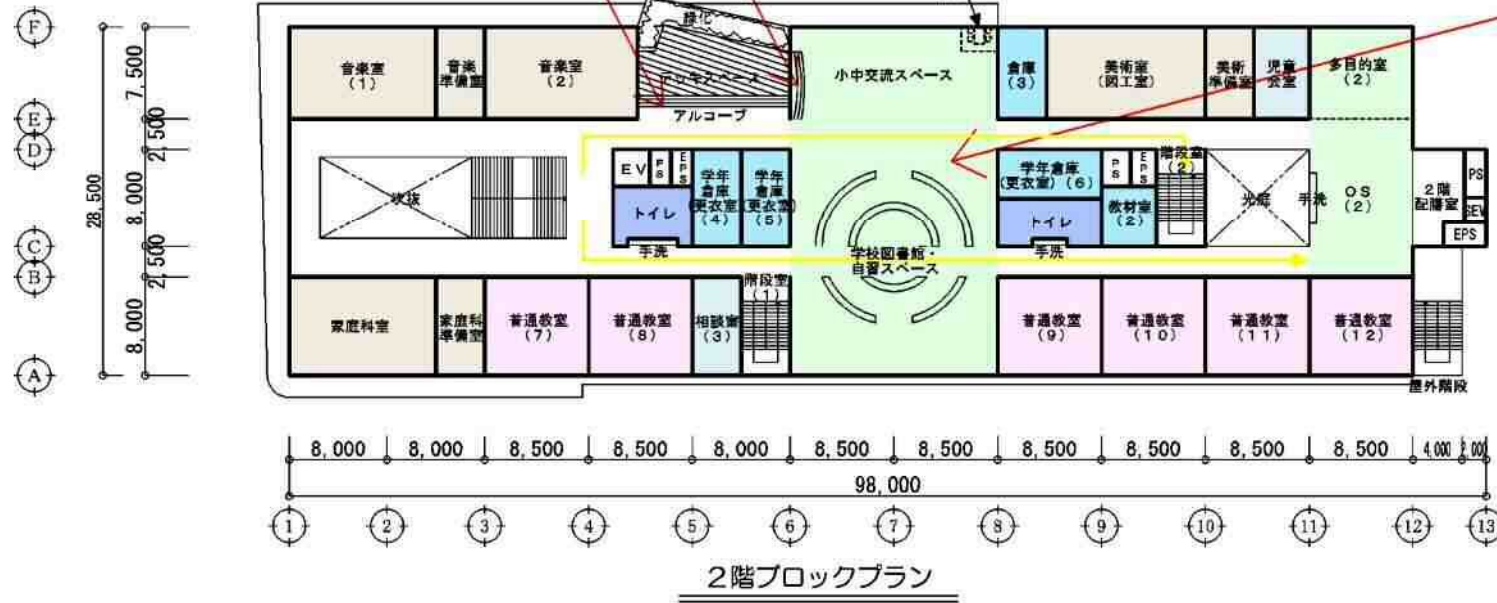 F
E
D
C
B
A
7,500
2,500
8,000
2,500
8,000
28,500
緑化
デッキスペース
アルコーブ
音楽室
(1)
音楽
準備室
音楽室
(2)
小中交流スペース
倉庫
(3)
美術室
(図工室)
美術
準備室
児童
会室
多目的室
(2)
吹抜
EV
PS
EPS
学年
倉庫
(更衣室)
(4)
学年
倉庫
(更衣室)
(5)
トイレ
手洗
学年倉庫
(更衣室)(6)
PS
EPS
階段室
(2)
トイレ
手洗
教材室
(2)
光庭
手洗
OS
(2)
2階
配膳室
PS
EPS
学校図書館・
自習スペース
家庭科室
家庭科
準備室
普通教室
(7)
普通教室
(8)
相談室
(3)
階段室
(1)
普通教室
(9)
普通教室
(10)
普通教室
(11)
普通教室
(12)
屋外階段
8,000 8,000 8,500 8,500 8,000 8,500 8,500 8,500 8,500 8,500 8,500 4,000 2,000
98,000
1 2 3 4 5 6 7 8 9 10 11 12 13
2階ブロックプラン